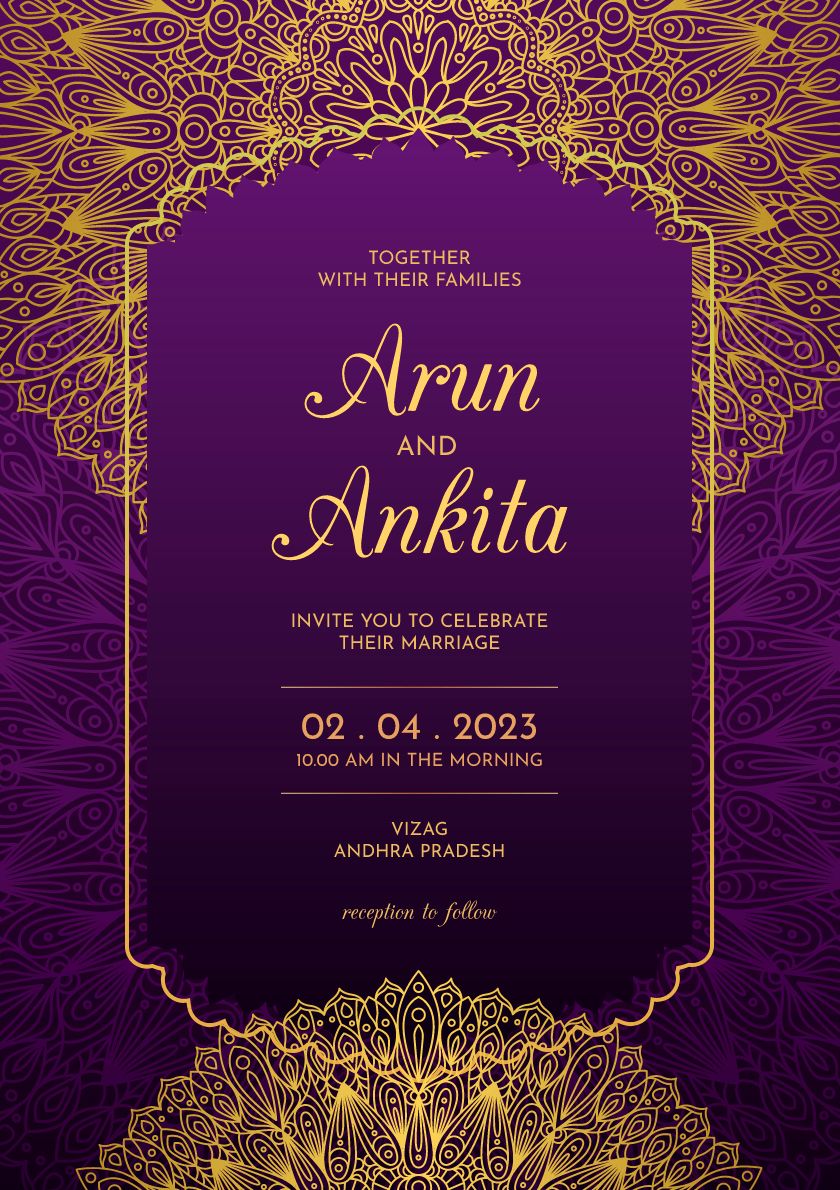 TOGETHER
WITH THEIR FAMILIES
Arun
AND
Ankita
INVITE YOU TO CELEBRATE
THEIR MARRIAGE
02 . 04 . 2023
10.00 AM IN THE MORNING
VIZAG
ANDHRA PRADESH
reception to follow